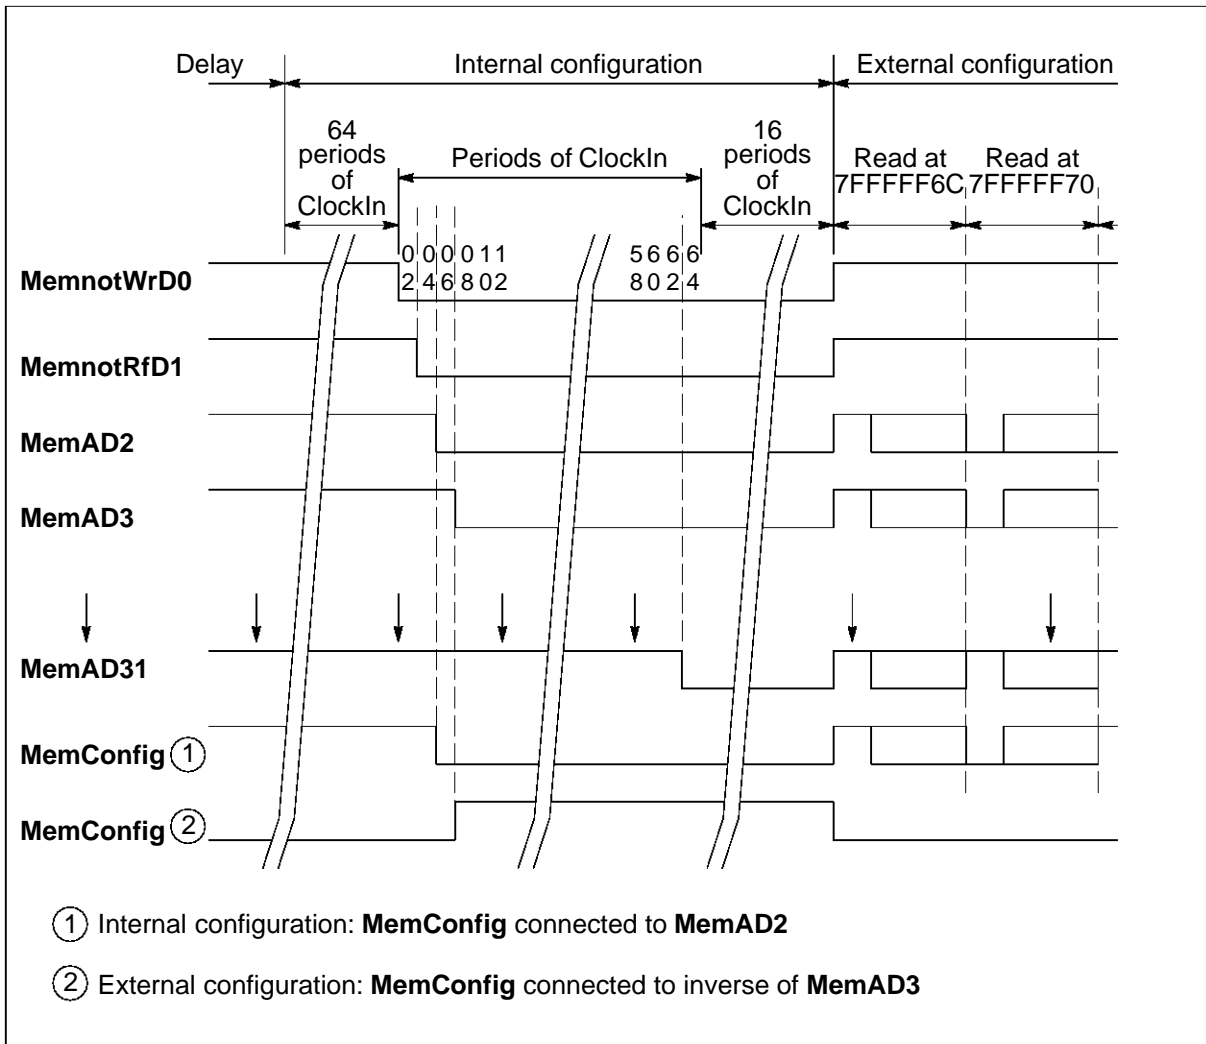 Delay Internal configuration External configuration
64 periods of ClockIn
Periods of ClockIn
16 periods of ClockIn
Read at 7FFFFF6C
Read at 7FFFFF70
0 0 0 0 1 1 5 6 6 6
2 4 6 8 0 2 8 0 2 4
MemnotWrD0
MemnotRfD1
MemAD2
MemAD3
MemAD31
MemConfig 1
MemConfig 2
1 Internal configuration: MemConfig connected to MemAD2
2 External configuration: MemConfig connected to inverse of MemAD3